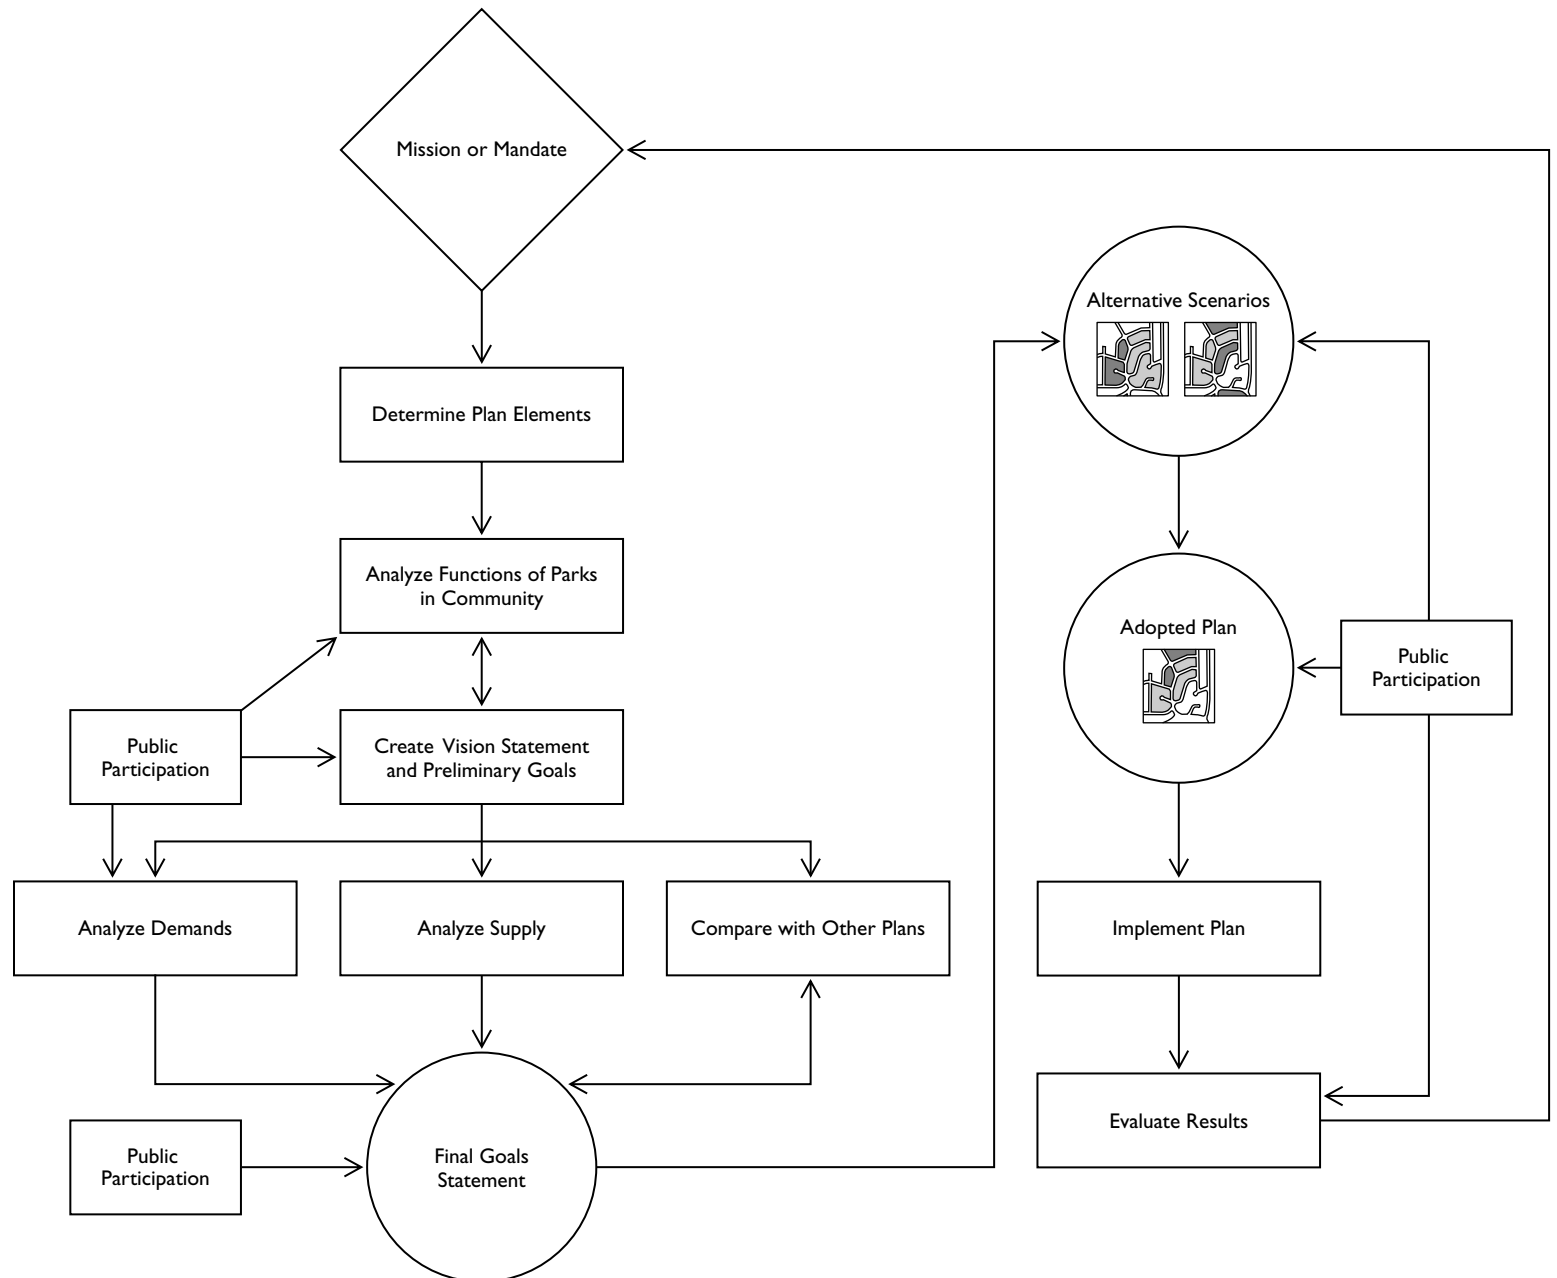 Mission or Mandate
Determine Plan Elements
Analyze Functions of Parks
in Community
Public
Participation
Create Vision Statement
and Preliminary Goals
Analyze Demands
Analyze Supply
Compare with Other Plans
Public
Participation
Final Goals
Statement
Alternative Scenarios
Adopted Plan
Public
Participation
Implement Plan
Evaluate Results